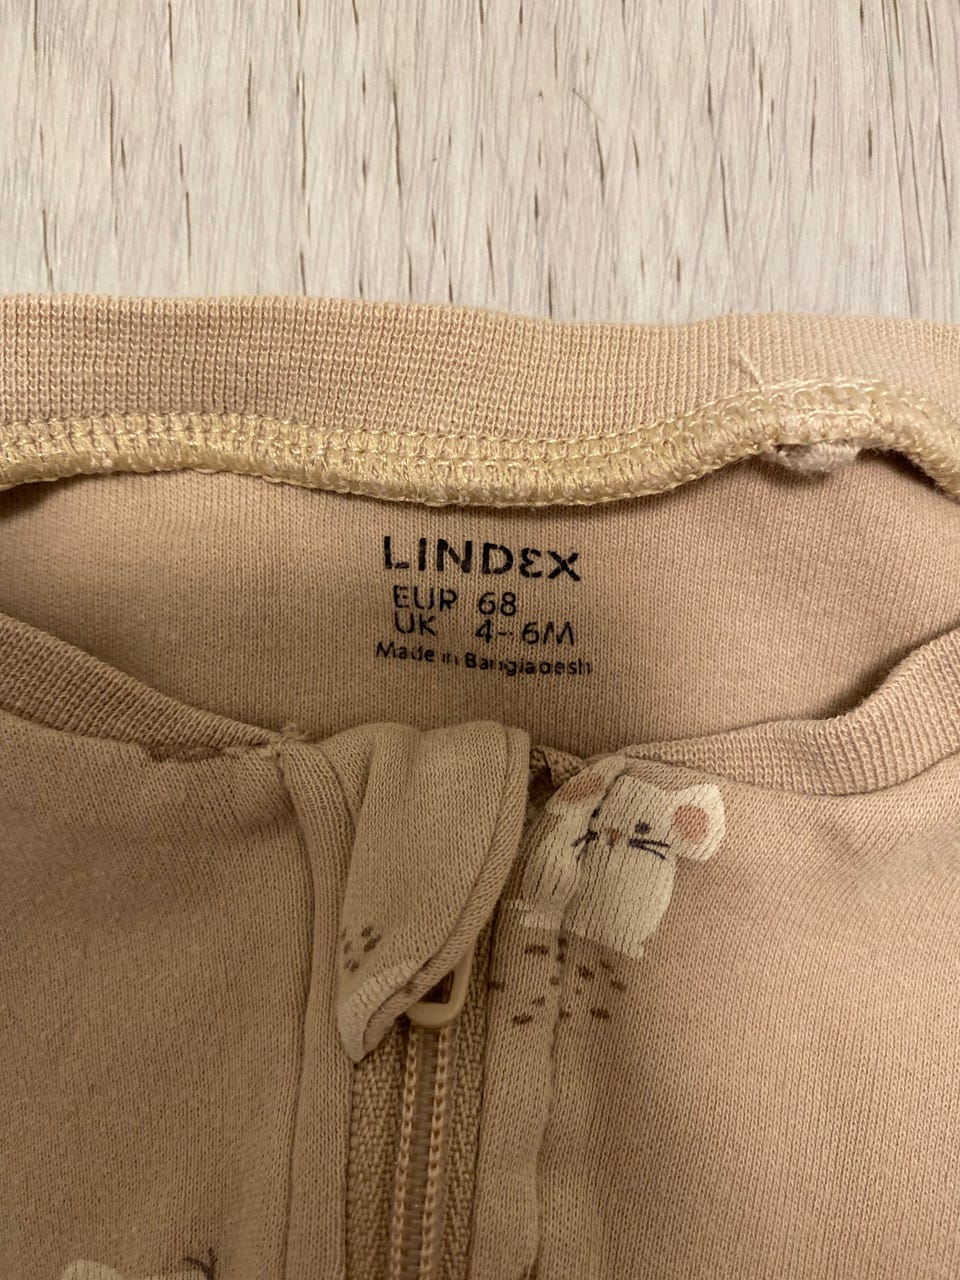 LINDEX
EUR 68
UK 4-6M
Made in Bangladesh